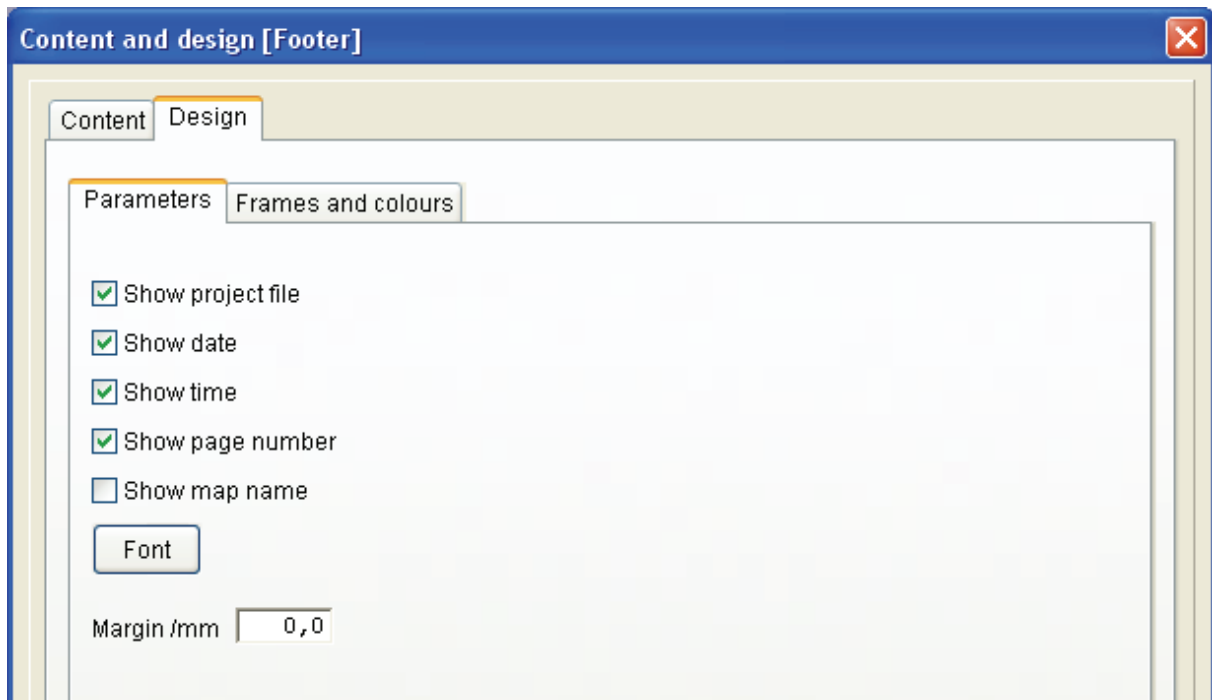 Content and design [Footer]
Content Design
Parameters Frames and colours
Show project file
Show date
Show time
Show page number
Show map name
Font
Margin /mm 0,0